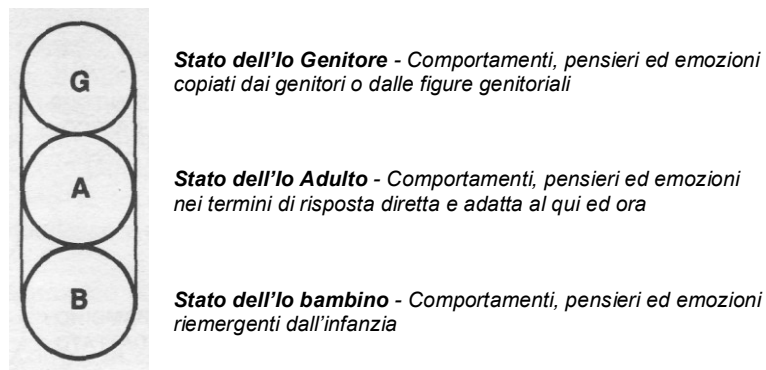 G
Stato dell'Io Genitore - Comportamenti, pensieri ed emozioni
copiati dai genitori o dalle figure genitoriali
A
Stato dell'Io Adulto - Comportamenti, pensieri ed emozioni
nei termini di risposta diretta e adatta al qui ed ora
B
Stato dell'Io bambino - Comportamenti, pensieri ed emozioni
riemergenti dall'infanzia